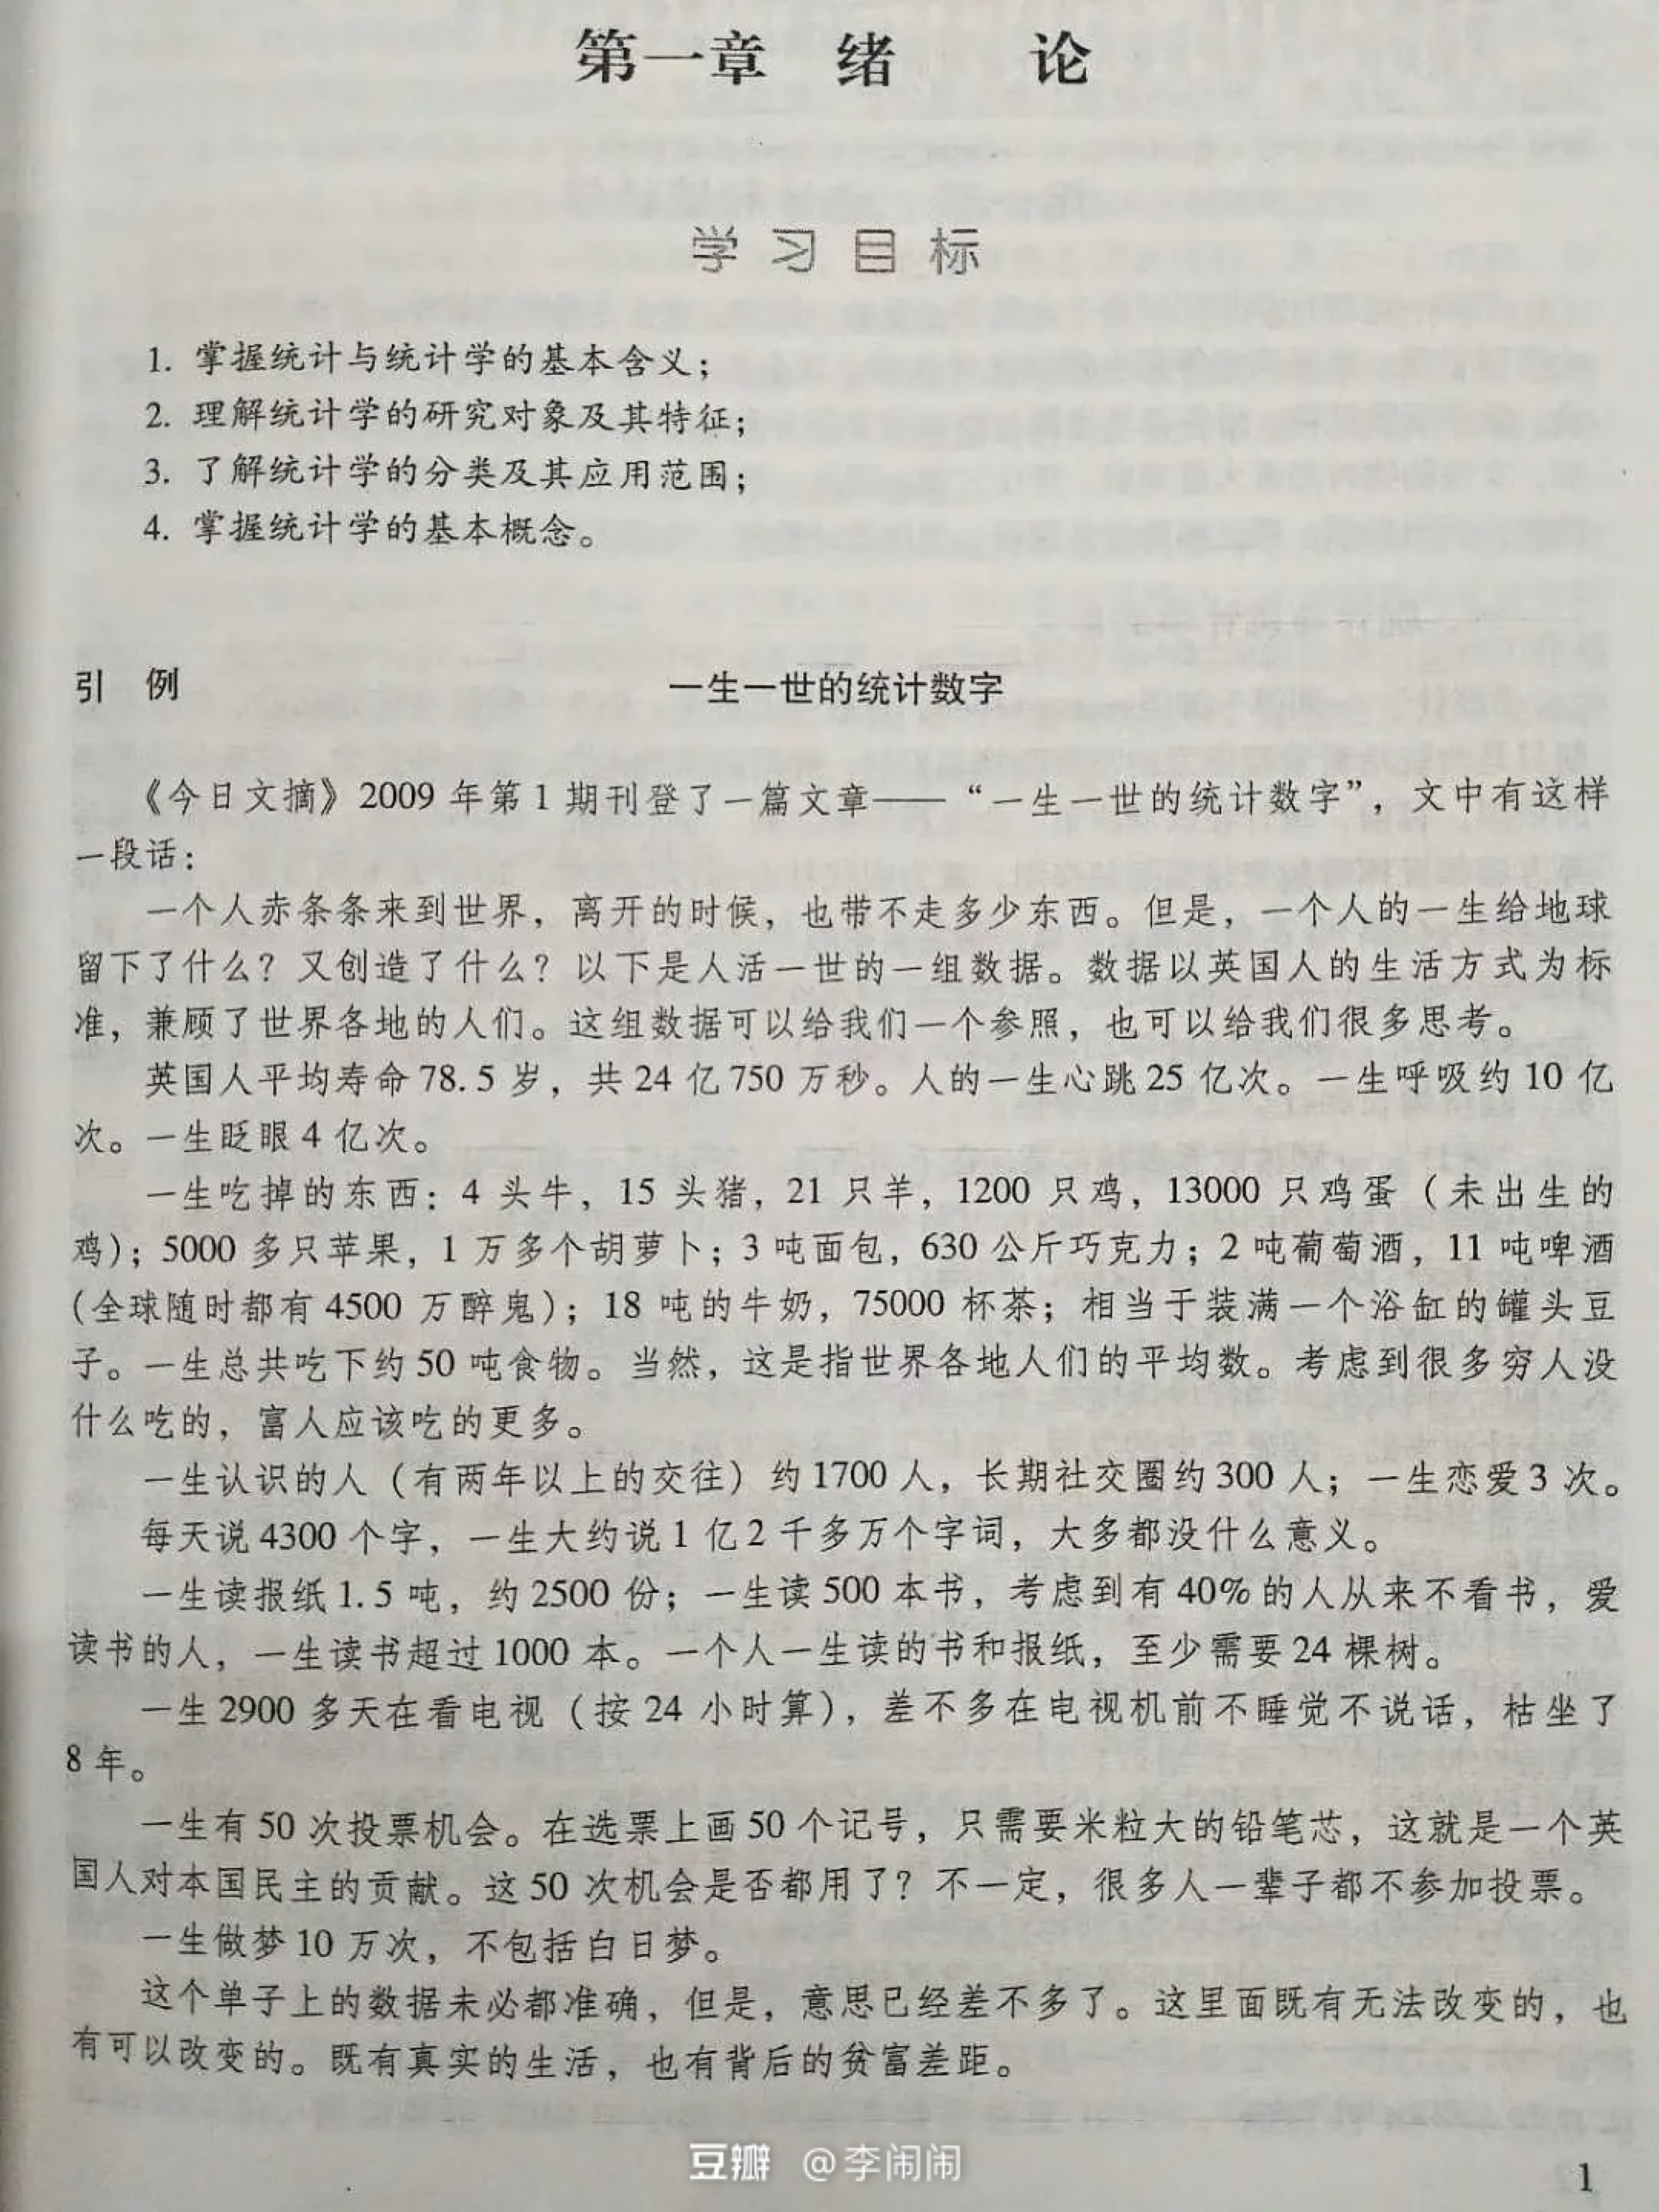 第一章 绪 论
学习目标
1. 掌握统计与统计学的基本含义；
2. 理解统计学的研究对象及其特征；
3. 了解统计学的分类及其应用范围；
4. 掌握统计学的基本概念。
引 例 一生一世的统计数字
《今日文摘》2009 年第 1 期刊登了一篇文章——“一生一世的统计数字”，文中有这样
一段话：
一个人赤条条来到世界，离开的时候，也带不走多少东西。但是，一个人的一生给地球
留下了什么？又创造了什么？以下是人活一世的一组数据。数据以英国人的生活方式为标
准，兼顾了世界各地的人们。这组数据可以给我们一个参照，也可以给我们很多思考。
英国人平均寿命 78.5 岁，共 24 亿 750 万秒。人的一生心跳 25 亿次。一生呼吸约 10 亿
次。一生眨眼 4 亿次。
一生吃掉的东西：4 头牛，15 头猪，21 只羊，1200 只鸡，13000 只鸡蛋（未出生的
鸡）；5000 多只苹果，1 万多个胡萝卜；3 吨面包，630 公斤巧克力；2 吨葡萄酒，11 吨啤酒
（全球随时都有 4500 万醉鬼）；18 吨的牛奶，75000 杯茶；相当于装满一个浴缸的罐头豆
子。一生总共吃下约 50 吨食物。当然，这是指世界各地人们的平均数。考虑到很多穷人没
什么吃的，富人应该吃的更多。
一生认识的人（有两年以上的交往）约 1700 人，长期社交圈约 300 人；一生恋爱 3 次。
每天说 4300 个字，一生大约说 1 亿 2 千多万个字词，大多都没什么意义。
一生读报纸 1.5 吨，约 2500 份；一生读 500 本书，考虑到有 40%的人从来不看书，爱
读书的人，一生读书超过 1000 本。一个人一生读的书和报纸，至少需要 24 棵树。
一生 2900 多天在看电视（按 24 小时算），差不多在电视机前不睡觉不说话，枯坐了
8 年。
一生有 50 次投票机会。在选票上画 50 个记号，只需要米粒大的铅笔芯，这就是一个英
国人对本国民主的贡献。这 50 次机会是否都用了？不一定，很多人一辈子都不参加投票。
一生做梦 10 万次，不包括白日梦。
这个单子上的数据未必都准确，但是，意思已经差不多了。这里面既有无法改变的，也
有可以改变的。既有真实的生活，也有背后的贫富差距。
豆瓣 @李闹闹
1